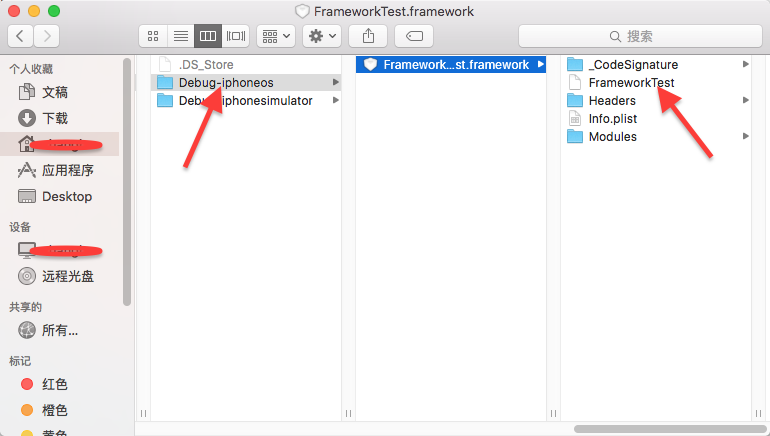 FrameworkTest.framework
搜索
个人收藏
文稿
下载
应用程序
Desktop
设备
远程光盘
共享的
所有...
标记
红色
橙色
黄色
.DS_Store
Debug-iphoneos
Debug-iphonesimulator
Framework...st.framework
_CodeSignature
FrameworkTest
Headers
Info.plist
Modules